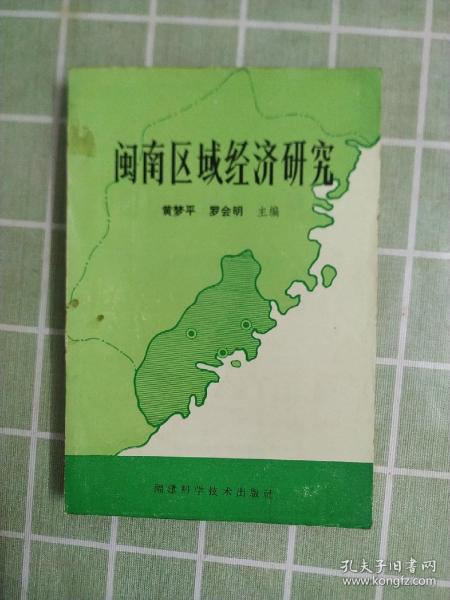 闽南区域经济研究
黄梦平 罗会明 主编
福建科学技术出版社
孔夫子旧书网
www.kongfz.com